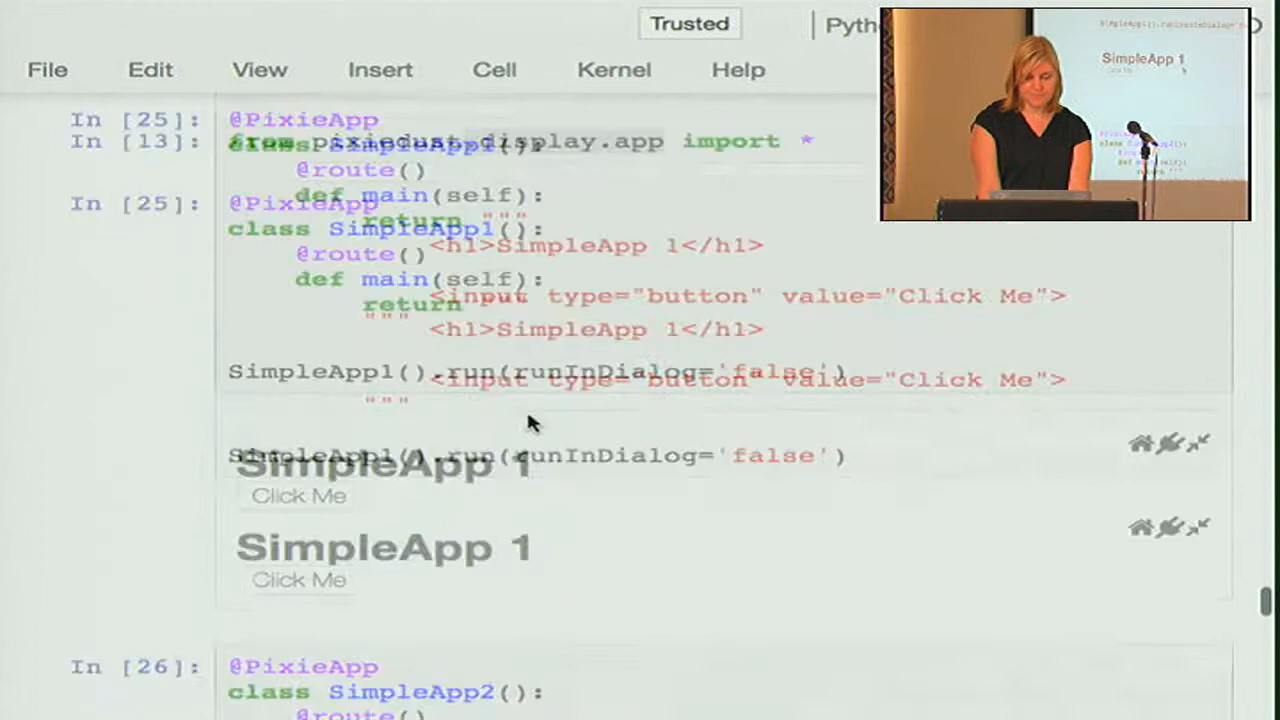 Trusted
Pyth
File Edit View Insert Cell Kernel Help
In [25]: @PixieApp
In [13]: from pixiedust.display.app import *
class SimpleApp1():
@route()
def main(self):
In [25]: @PixieApp
return """
class SimpleApp1():
<h1>SimpleApp 1</h1>
@route()
def main(self):
<input type="button" value="Click Me">
return
"""
<h1>SimpleApp 1</h1>
SimpleApp1().run(runInDialog='false')
<input type="button" value="Click Me">
"""
SimpleApp1().run(runInDialog='false')
SimpleApp 1
Click Me
SimpleApp 1
Click Me
In [26]: @PixieApp
class SimpleApp2():
@route()
SimpleApp 1